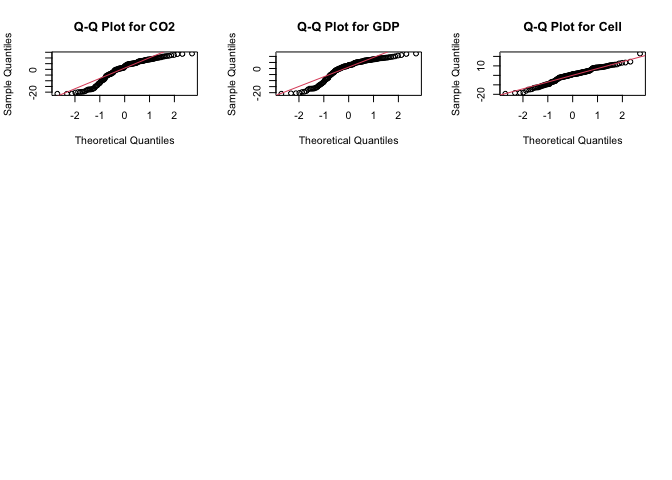 Q-Q Plot for CO2
Sample Quantiles
0
-20
-2 -1 0 1 2
Theoretical Quantiles
Q-Q Plot for GDP
Sample Quantiles
0
-20
-2 -1 0 1 2
Theoretical Quantiles
Q-Q Plot for Cell
Sample Quantiles
10
-20
-2 -1 0 1 2
Theoretical Quantiles